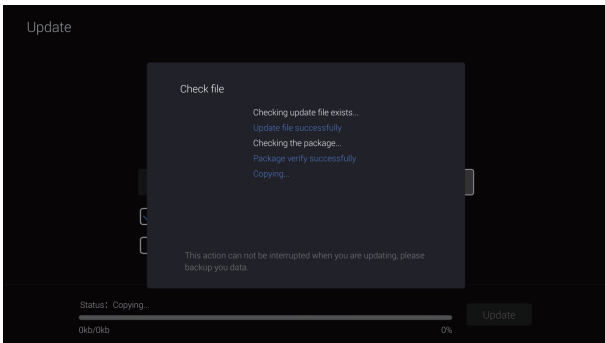 Update
Check file
Checking update file exists...
Update file successfully
Checking the package...
Package verify successfully
Copying...
This action can not be interrupted when you are updating, please
backup you data.
Status: Copying...
Update
0kb/0kb
0%